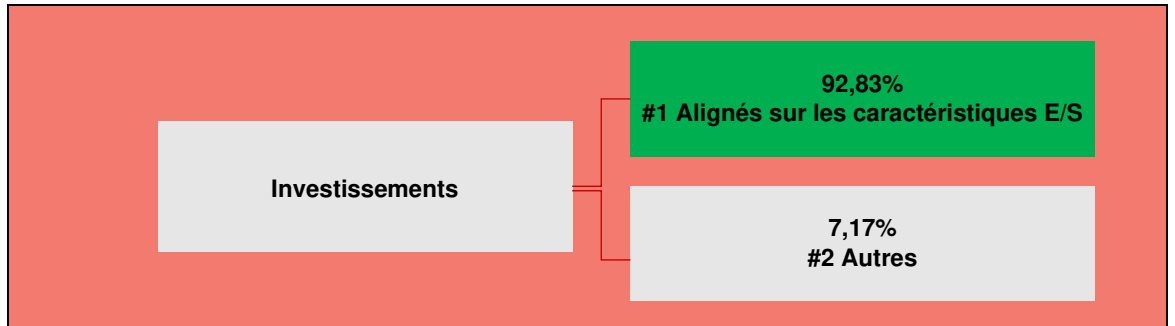 Investissements
92,83%
#1 Alignés sur les caractéristiques E/S
7,17%
#2 Autres